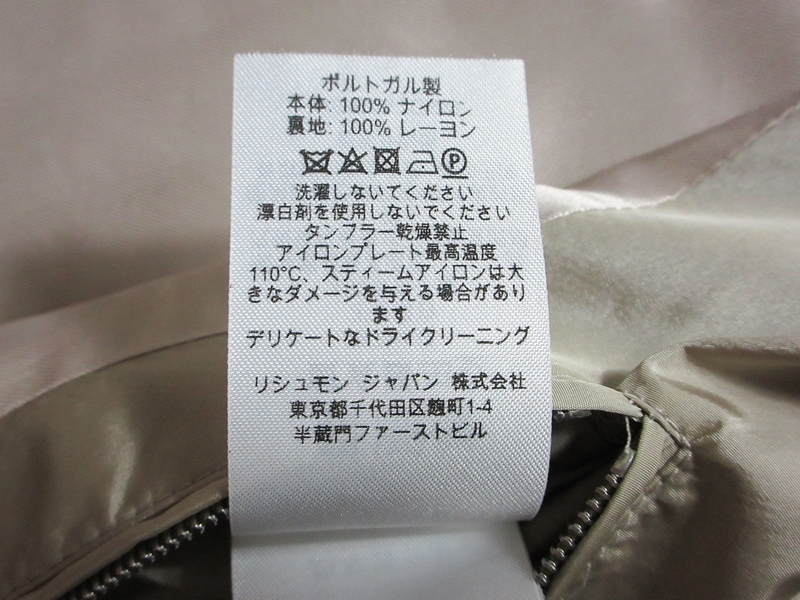 ポルトガル製
本体: 100% ナイロン
裏地: 100% レーヨン
P
洗濯しないてください
漂白剤を使用しないでください
タンブラー乾燥禁止
アイロンプレート最高温度
110°C、スティームアイロンは大
きなダメージを与える場合があり
ます
デリケートなドライクリーニング
リシュモン ジャパン 株式会社
東京都千代田区麹町1-4
半蔵門ファーストビル